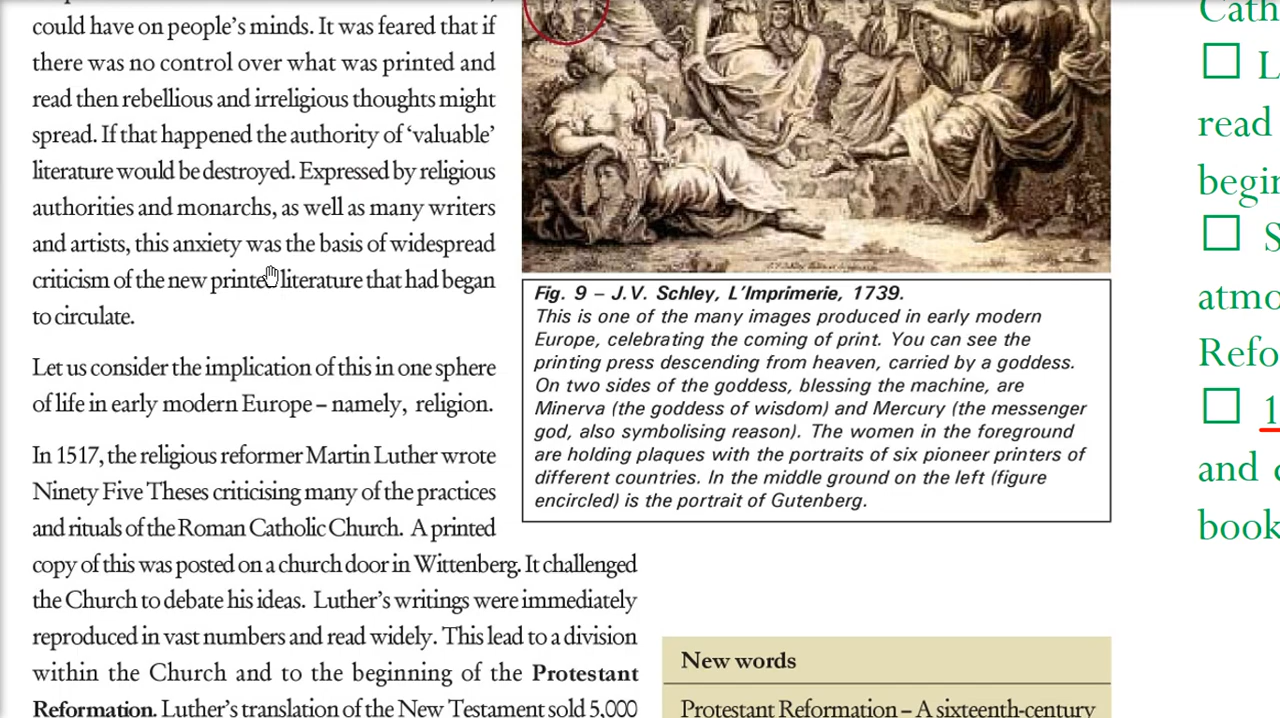 could have on people's minds. It was feared that if
there was no control over what was printed and
read then rebellious and irreligious thoughts might
spread. If that happened the authority of 'valuable'
literature would be destroyed. Expressed by religious
authorities and monarchs, as well as many writers
and artists, this anxiety was the basis of widespread
criticism of the new printed literature that had began
to circulate.
Let us consider the implication of this in one sphere
of life in early modern Europe – namely, religion.
In 1517, the religious reformer Martin Luther wrote
Ninety Five Theses criticising many of the practices
and rituals of the Roman Catholic Church. A printed
copy of this was posted on a church door in Wittenberg. It challenged
the Church to debate his ideas. Luther's writings were immediately
reproduced in vast numbers and read widely. This lead to a division
within the Church and to the beginning of the Protestant
Reformation. Luther's translation of the New Testament sold 5,000
Fig. 9 – J.V. Schley, L'Imprimerie, 1739.
This is one of the many images produced in early modern
Europe, celebrating the coming of print. You can see the
printing press descending from heaven, carried by a goddess.
On two sides of the goddess, blessing the machine, are
Minerva (the goddess of wisdom) and Mercury (the messenger
god, also symbolising reason). The women in the foreground
are holding plaques with the portraits of six pioneer printers of
different countries. In the middle ground on the left (figure
encircled) is the portrait of Gutenberg.
New words
Protestant Reformation – A sixteenth-century
Cath
☐ L
read
begin
☐ S
atmo
Refo
☐ 1
and
book